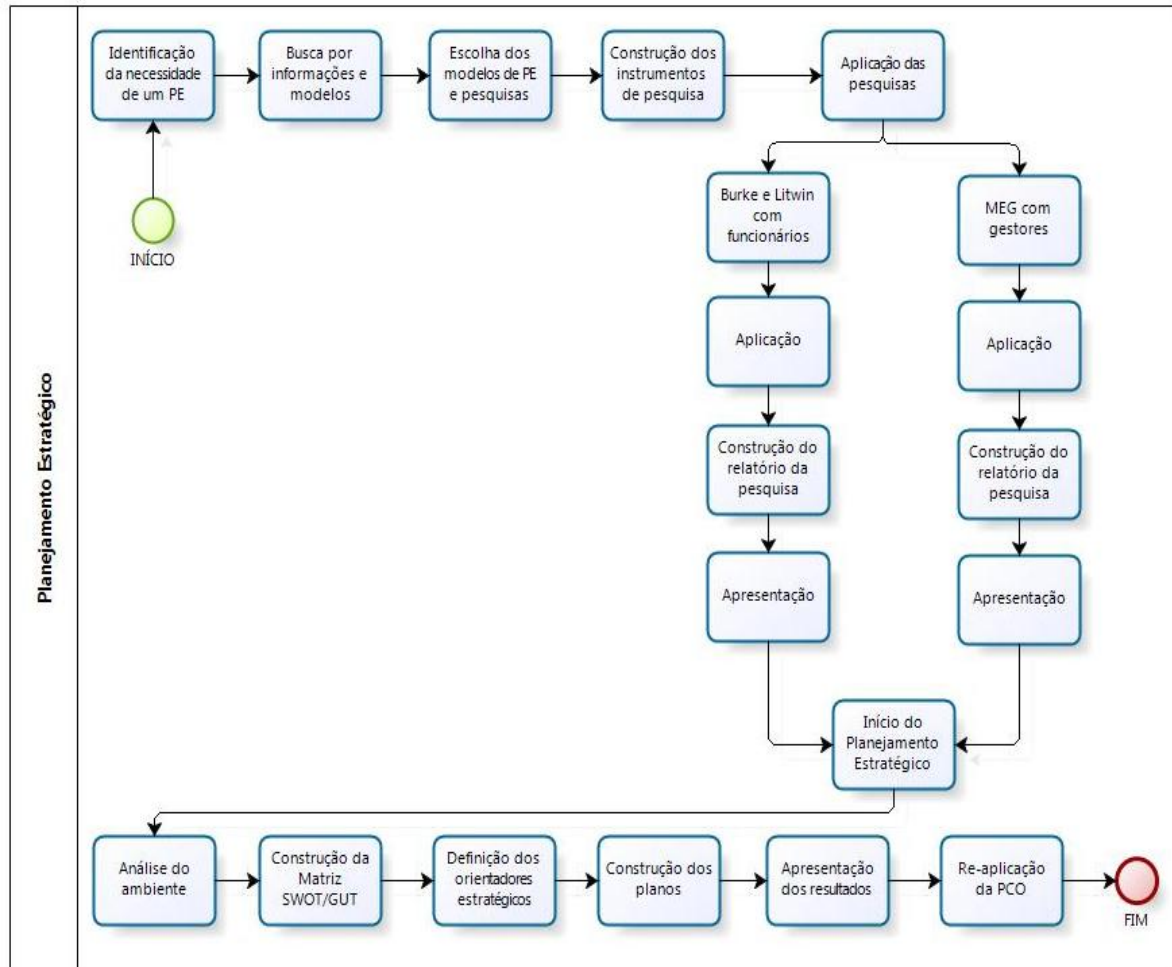 Planejamento Estratégico
Identificação
da necessidade
de um PE
Busca por
informações e
modelos
Escolha dos
modelos de PE
e pesquisas
Construção dos
instrumentos
de pesquisa
Aplicação das
pesquisas
INÍCIO
Burke e Litwin
com
funcionários
MEG com
gestores
Aplicação
Aplicação
Construção do
relatório da
pesquisa
Construção do
relatório da
pesquisa
Apresentação
Apresentação
Início do
Planejamento
Estratégico
Análise do
ambiente
Construção da
Matriz
SWOT/GUT
Definição dos
orientadores
estratégicos
Construção dos
planos
Apresentação
dos resultados
Re-aplicação
da PCO
FIM